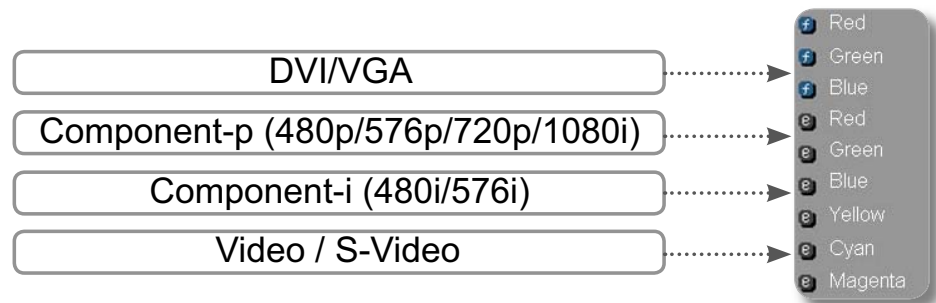 DVI/VGA
Component-p (480p/576p/720p/1080i)
Component-i (480i/576i)
Video / S-Video
f Red
f Green
f Blue
e Red
e Green
e Blue
e Yellow
e Cyan
e Magenta